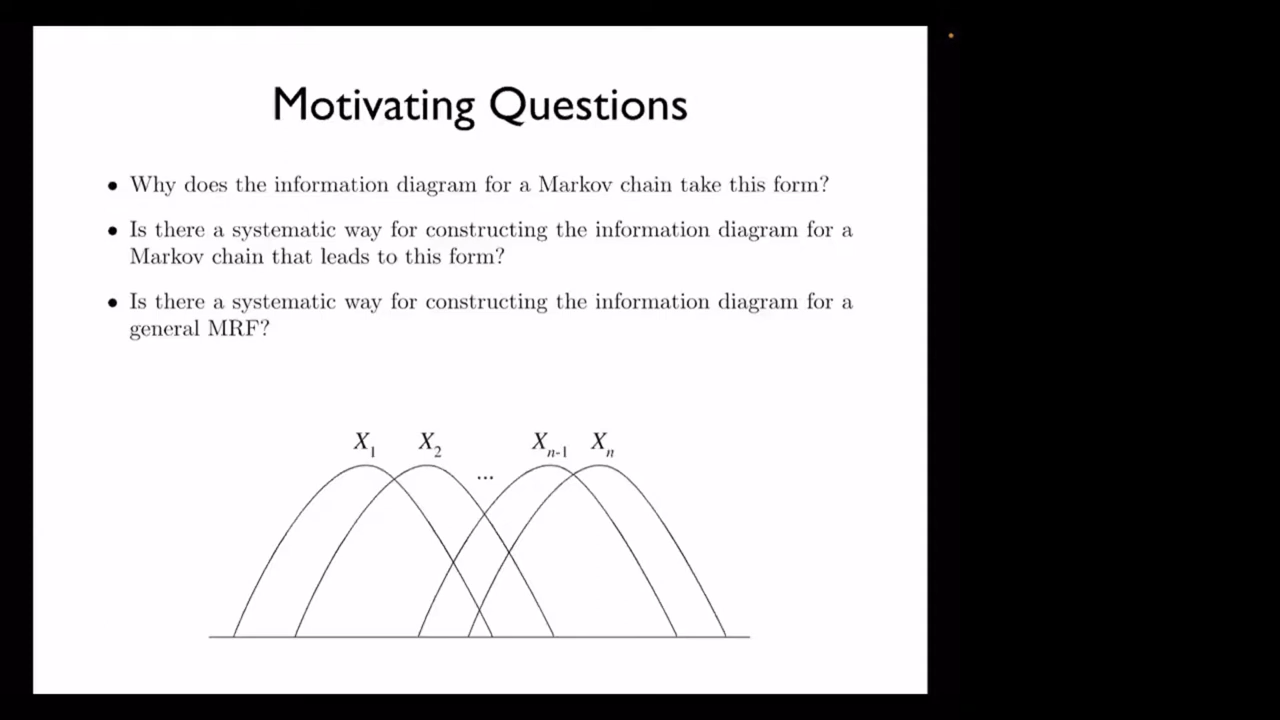 Motivating Questions
• Why does the information diagram for a Markov chain take this form?
• Is there a systematic way for constructing the information diagram for a
Markov chain that leads to this form?
• Is there a systematic way for constructing the information diagram for a
general MRF?
X1 X2 ... Xn-1 Xn